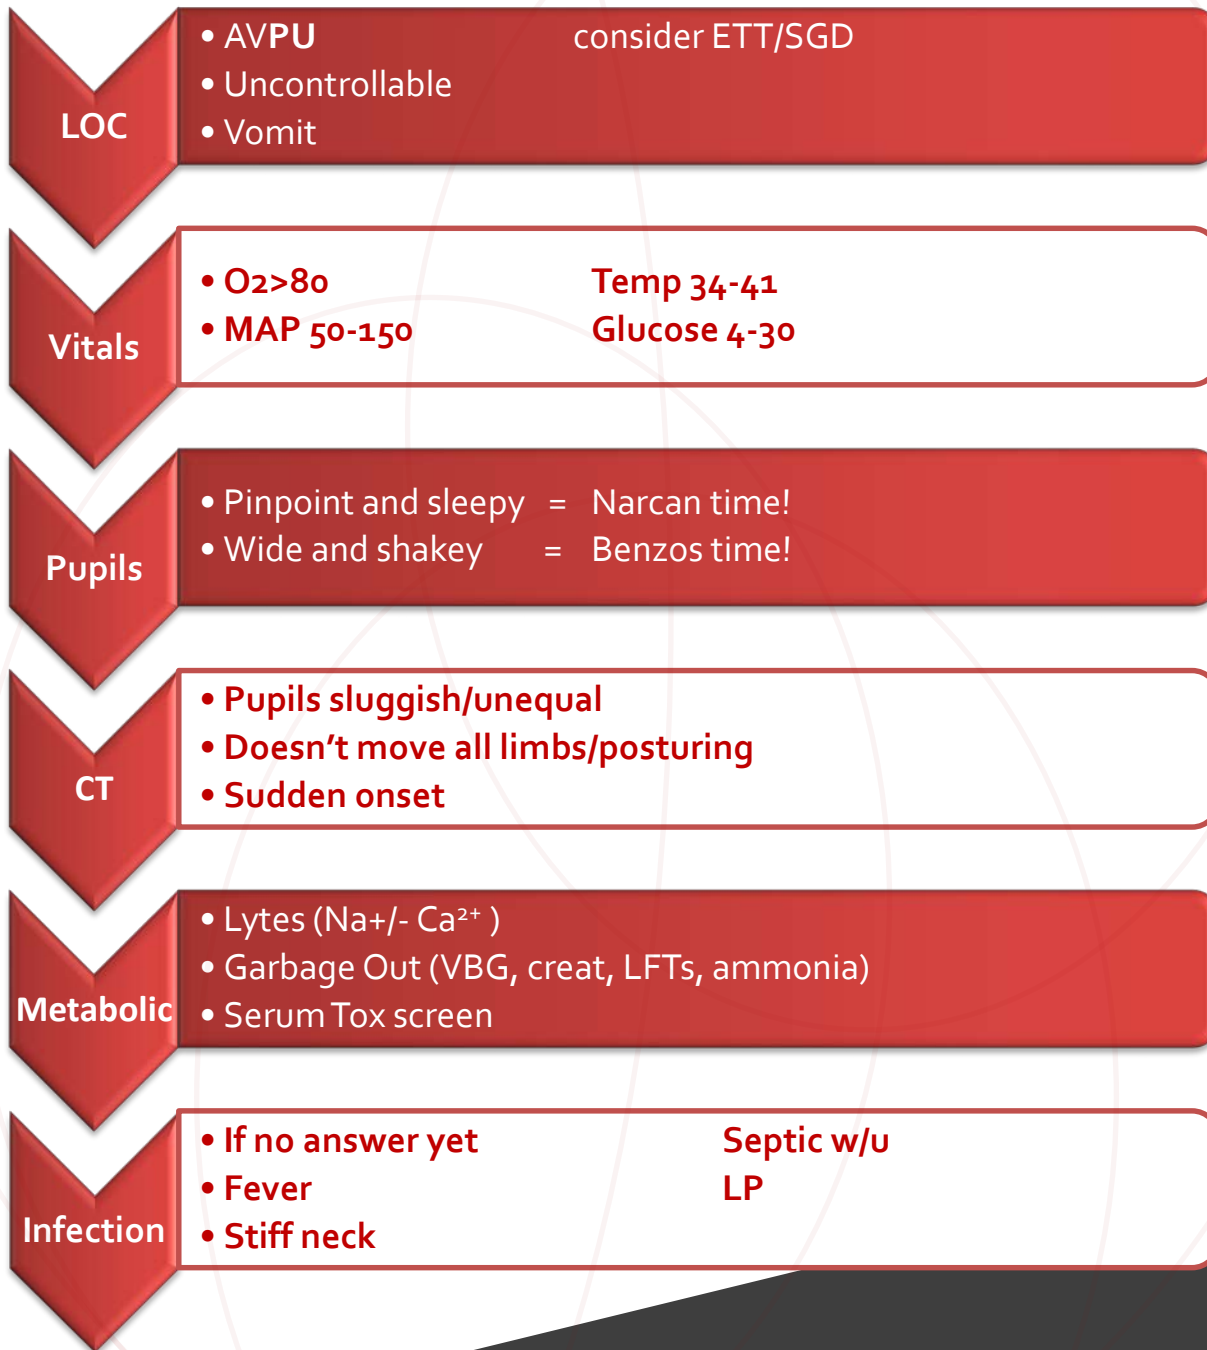 LOC
• AVPU consider ETT/SGD
• Uncontrollable
• Vomit
Vitals
• O2>80 Temp 34-41
• MAP 50-150 Glucose 4-30
Pupils
• Pinpoint and sleepy = Narcan time!
• Wide and shakey = Benzos time!
CT
• Pupils sluggish/unequal
• Doesn’t move all limbs/posturing
• Sudden onset
Metabolic
• Lytes (Na+/- Ca²⁺ )
• Garbage Out (VBG, creat, LFTs, ammonia)
• Serum Tox screen
Infection
• If no answer yet Septic w/u
• Fever LP
• Stiff neck